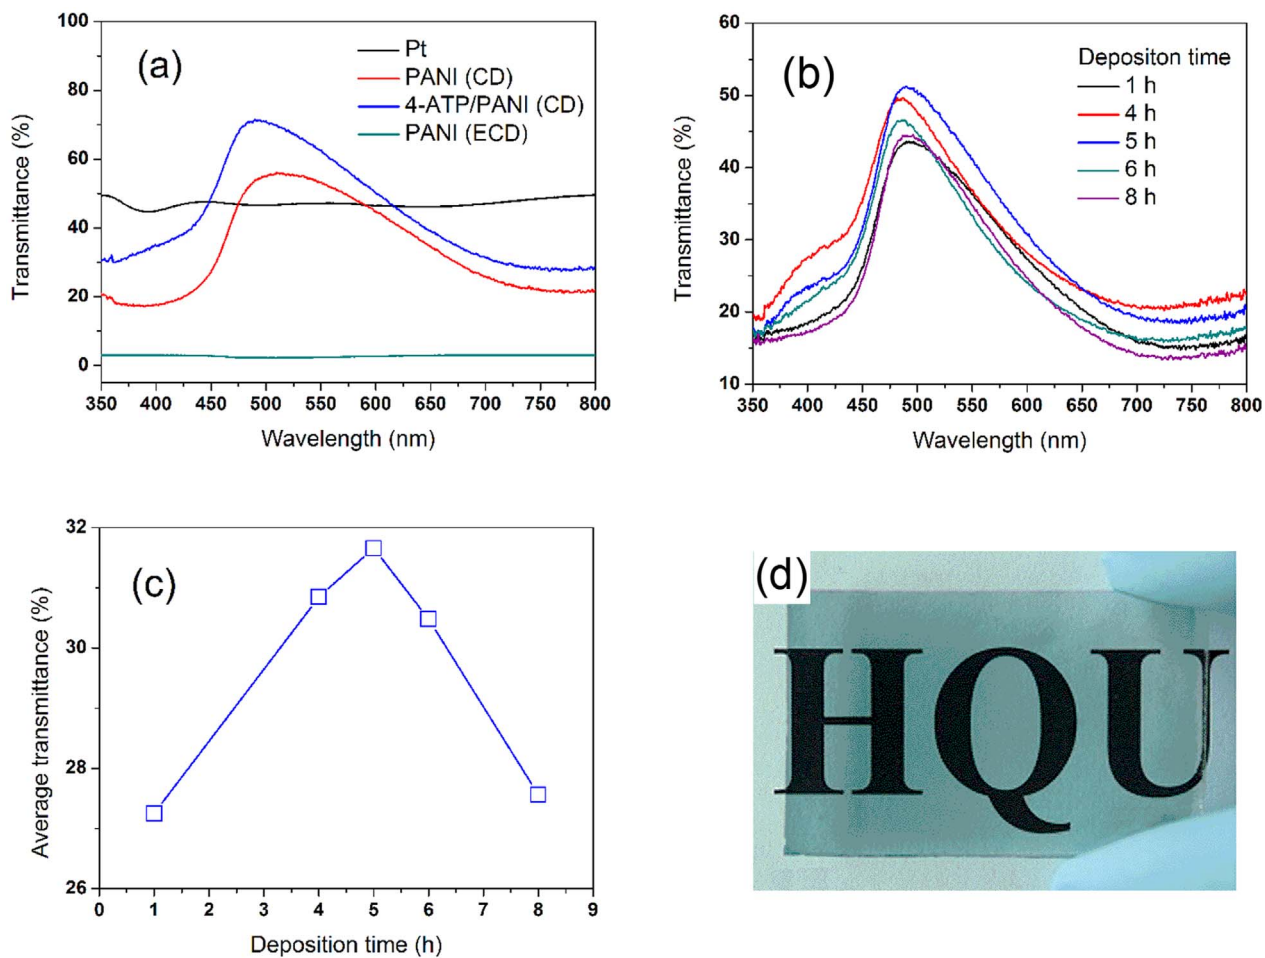 (a)
Pt
PANI (CD)
4-ATP/PANI (CD)
PANI (ECD)
100
80
60
40
20
0
Transmittance (%)
350 400 450 500 550 600 650 700 750 800
Wavelength (nm)
(b)
Depositon time
1 h
4 h
5 h
6 h
8 h
60
50
40
30
20
10
Transmittance (%)
350 400 450 500 550 600 650 700 750 800
Wavelength (nm)
(c)
32
30
28
26
Average transmittance (%)
0 1 2 3 4 5 6 7 8 9
Deposition time (h)
(d)
HQU